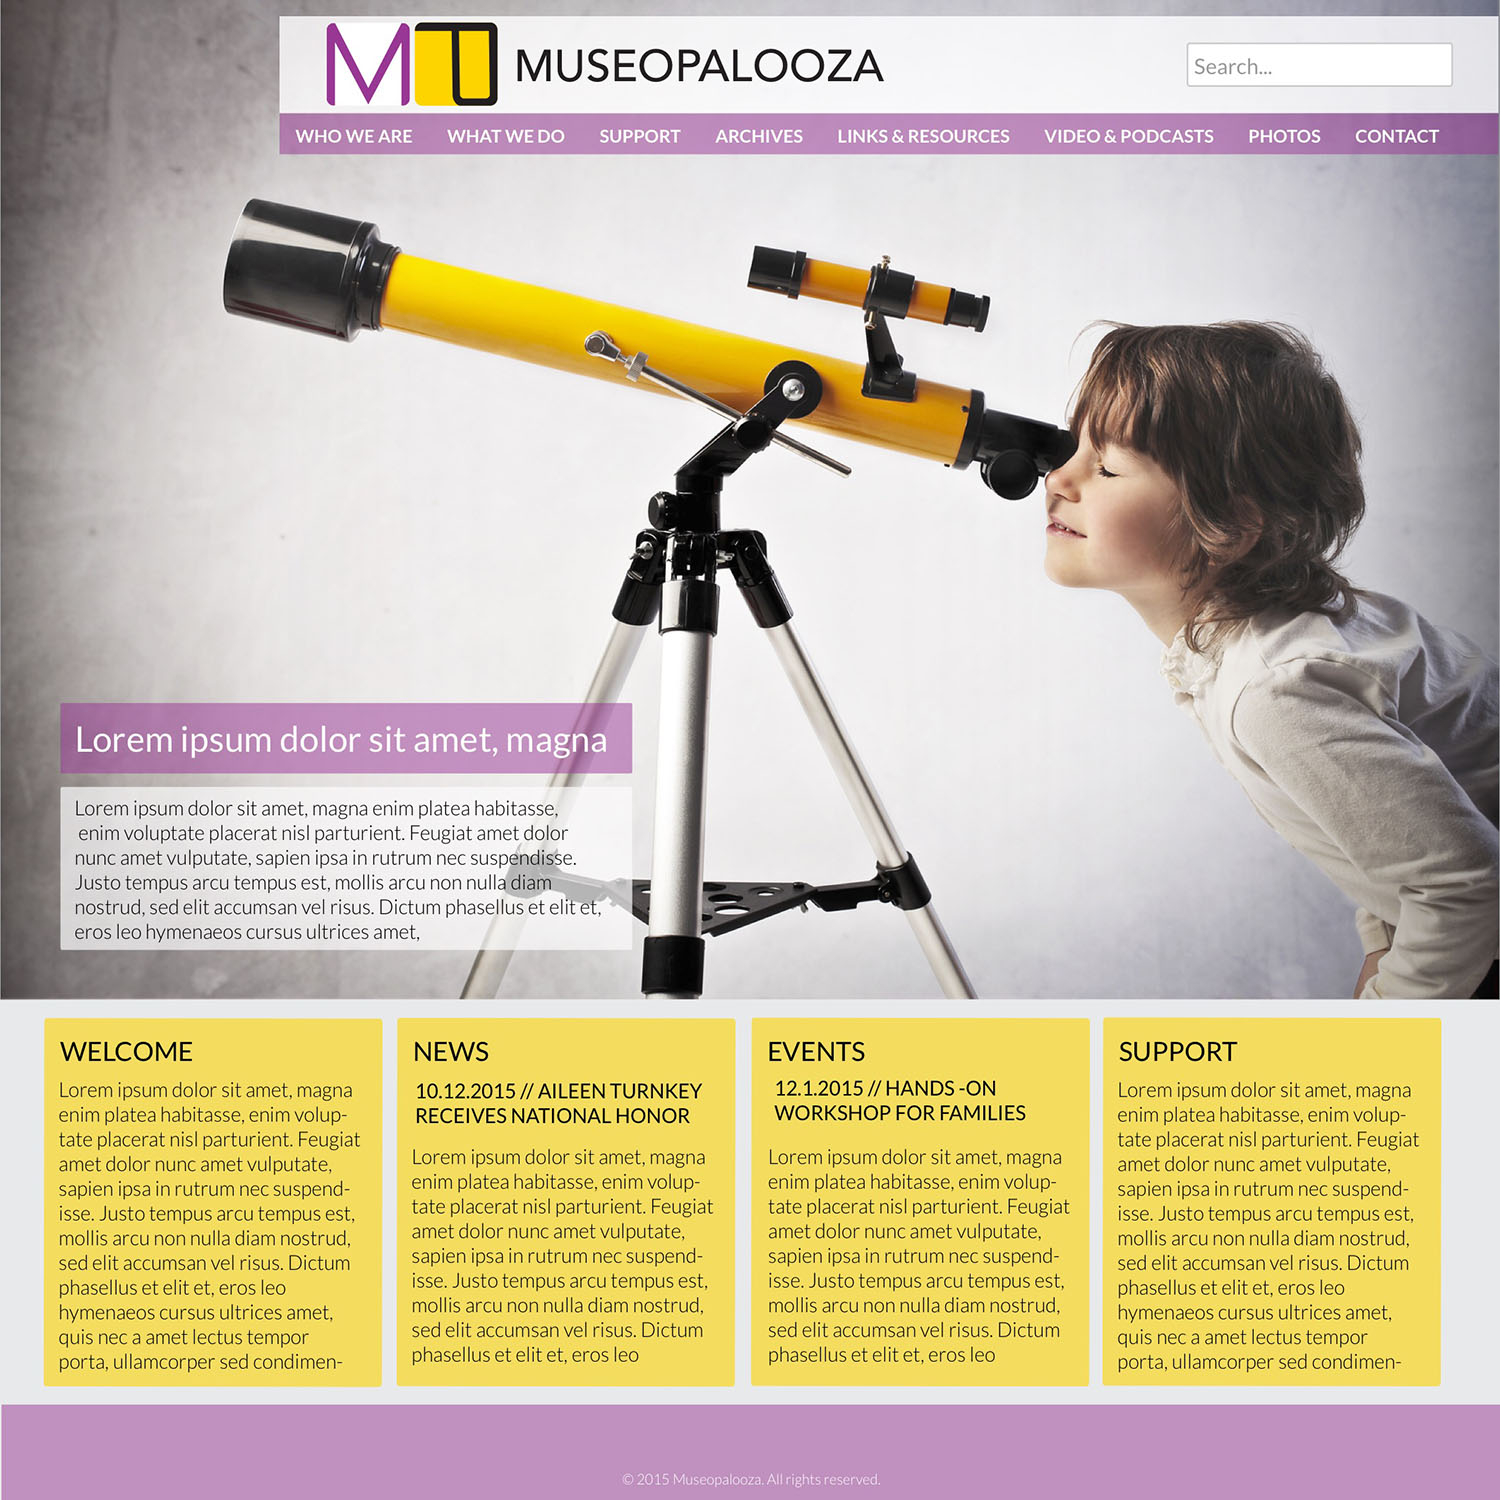 MUSEOPALOOZA
Search...
WHO WE ARE WHAT WE DO SUPPORT ARCHIVES LINKS & RESOURCES VIDEO & PODCASTS PHOTOS CONTACT
Lorem ipsum dolor sit amet, magna
Lorem ipsum dolor sit amet, magna enim platea habitasse,
enim voluptate placerat nisl parturient. Feugiat amet dolor
nunc amet vulputate, sapien ipsa in rutrum nec suspendisse.
Justo tempus arcu tempus est, mollis arcu non nulla diam
nostrud, sed elit accumsan vel risus. Dictum phasellus et elit et,
eros leo hymenaeos cursus ultrices amet,
WELCOME
Lorem ipsum dolor sit amet, magna
enim platea habitasse, enim volup-
tate placerat nisl parturient. Feugiat
amet dolor nunc amet vulputate,
sapien ipsa in rutrum nec suspend-
isse. Justo tempus arcu tempus est,
mollis arcu non nulla diam nostrud,
sed elit accumsan vel risus. Dictum
phasellus et elit et, eros leo
hymenaeos cursus ultrices amet,
quis nec a amet lectus tempor
porta, ullamcorper sed condimen-
NEWS
10.12.2015 // AILEEN TURNKEY
RECEIVES NATIONAL HONOR
Lorem ipsum dolor sit amet, magna
enim platea habitasse, enim volup-
tate placerat nisl parturient. Feugiat
amet dolor nunc amet vulputate,
sapien ipsa in rutrum nec suspend-
isse. Justo tempus arcu tempus est,
mollis arcu non nulla diam nostrud,
sed elit accumsan vel risus. Dictum
phasellus et elit et, eros leo
EVENTS
12.1.2015 // HANDS -ON
WORKSHOP FOR FAMILIES
Lorem ipsum dolor sit amet, magna
enim platea habitasse, enim volup-
tate placerat nisl parturient. Feugiat
amet dolor nunc amet vulputate,
sapien ipsa in rutrum nec suspend-
isse. Justo tempus arcu tempus est,
mollis arcu non nulla diam nostrud,
sed elit accumsan vel risus. Dictum
phasellus et elit et, eros leo
SUPPORT
Lorem ipsum dolor sit amet, magna
enim platea habitasse, enim volup-
tate placerat nisl parturient. Feugiat
amet dolor nunc amet vulputate,
sapien ipsa in rutrum nec suspend-
isse. Justo tempus arcu tempus est,
mollis arcu non nulla diam nostrud,
sed elit accumsan vel risus. Dictum
phasellus et elit et, eros leo
hymenaeos cursus ultrices amet,
quis nec a amet lectus tempor
porta, ullamcorper sed condimen-
© 2015 Museopalooza. All rights reserved.